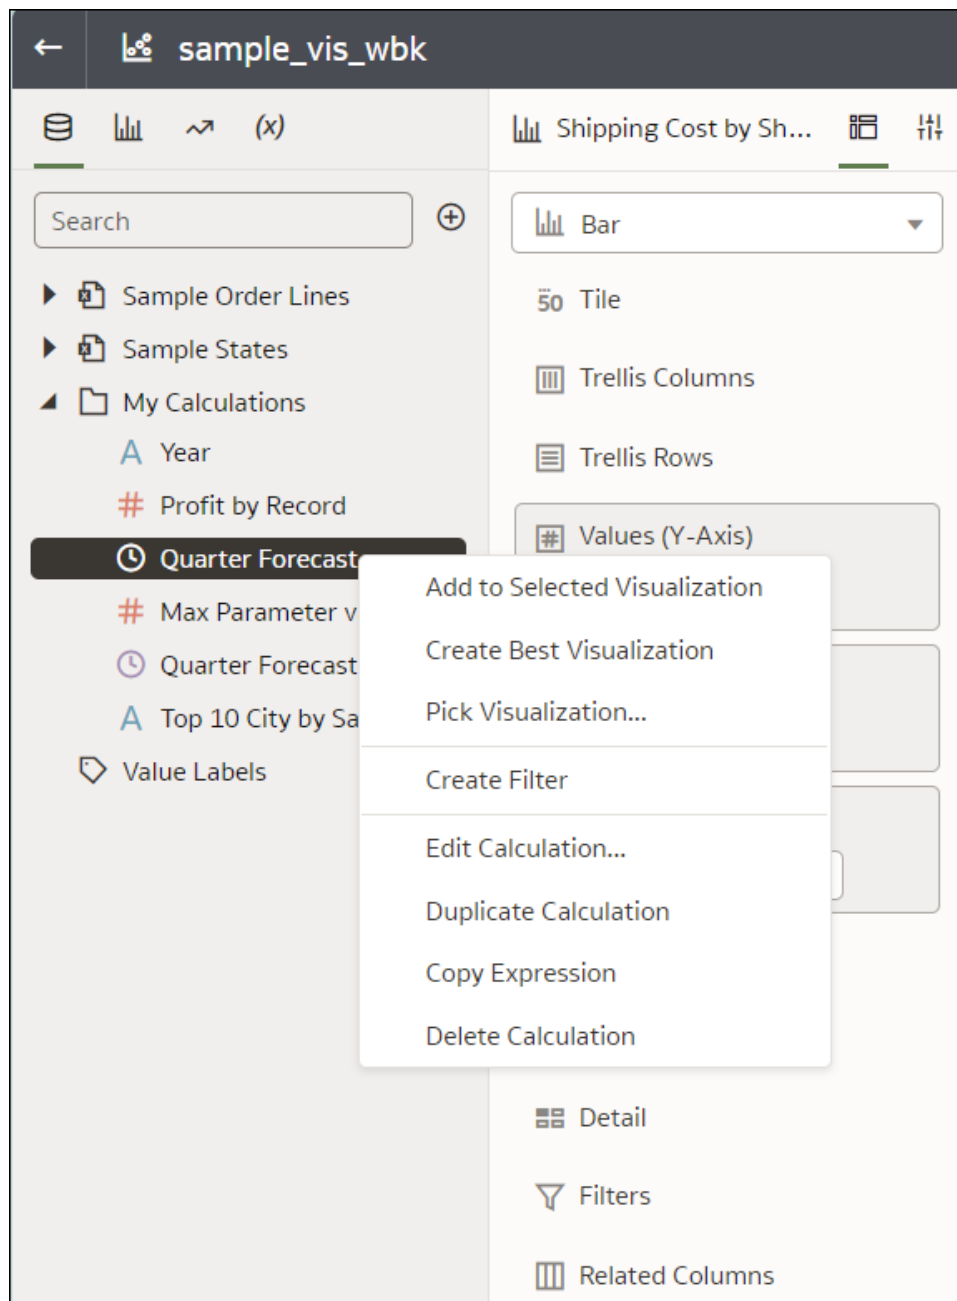 sample_vis_wbk
(x)
Search
Sample Order Lines
Sample States
My Calculations
A Year
# Profit by Record
Quarter Forecast
# Max Parameter v
Quarter Forecast
A Top 10 City by Sa
Value Labels
Shipping Cost by Sh...
Bar
50 Tile
Trellis Columns
Trellis Rows
# Values (Y-Axis)
Add to Selected Visualization
Create Best Visualization
Pick Visualization...
Create Filter
Edit Calculation...
Duplicate Calculation
Copy Expression
Delete Calculation
Detail
Filters
Related Columns